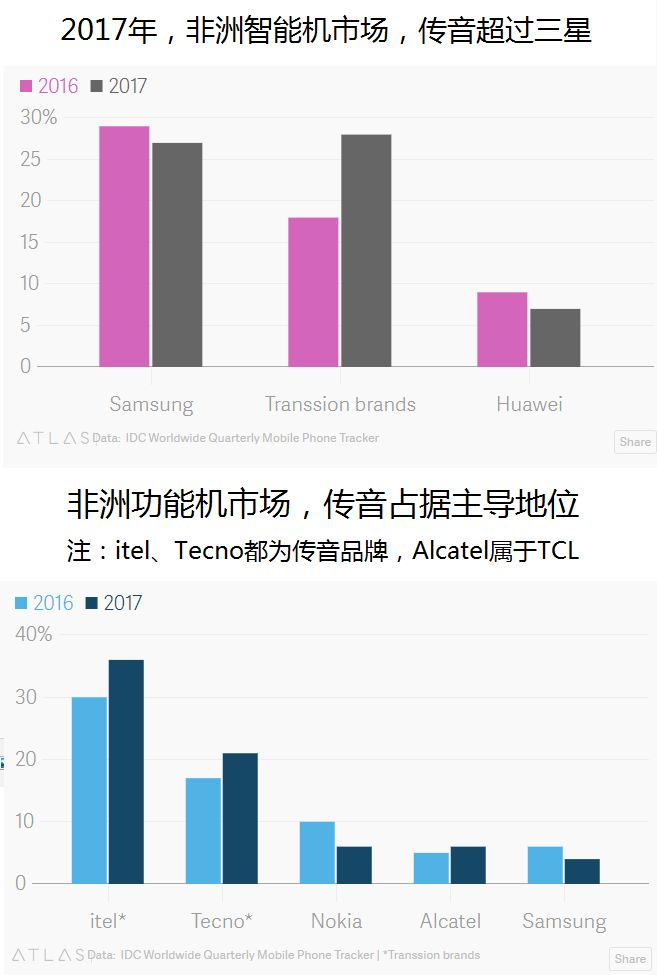 2017年，非洲智能机市场，传音超过三星
2016 2017
30%
25
20
15
10
5
0
Samsung Transsion brands Huawei
ATLAS Data: IDC Worldwide Quarterly Mobile Phone Tracker Share
非洲功能机市场，传音占据主导地位
注：itel、Tecno都为传音品牌，Alcatel属于TCL
2016 2017
40%
30
20
10
0
itel* Tecno* Nokia Alcatel Samsung
ATLAS Data: IDC Worldwide Quarterly Mobile Phone Tracker | *Transsion brands Share